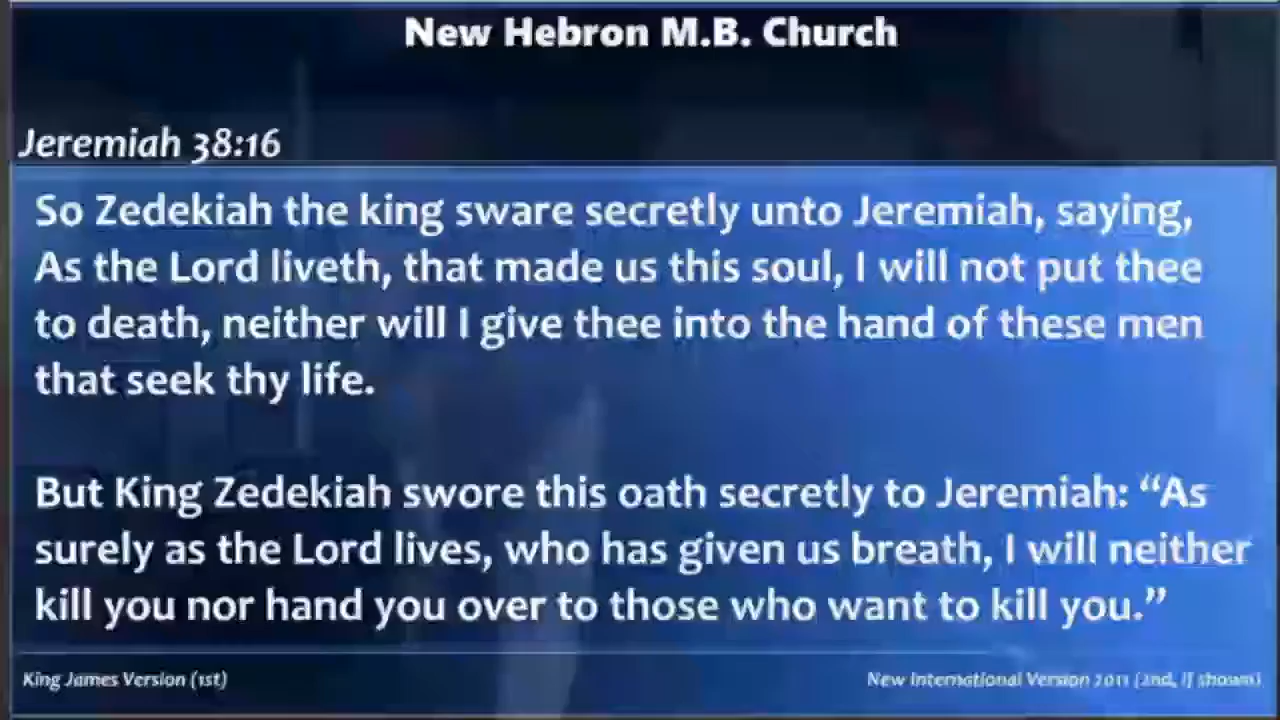 New Hebron M.B. Church
Jeremiah 38:16
So Zedekiah the king sware secretly unto Jeremiah, saying,
As the Lord liveth, that made us this soul, I will not put thee
to death, neither will I give thee into the hand of these men
that seek thy life.
But King Zedekiah swore this oath secretly to Jeremiah: “As
surely as the Lord lives, who has given us breath, I will neither
kill you nor hand you over to those who want to kill you.”
King James Version (1st)
New International Version 2011 (2nd, if shown)